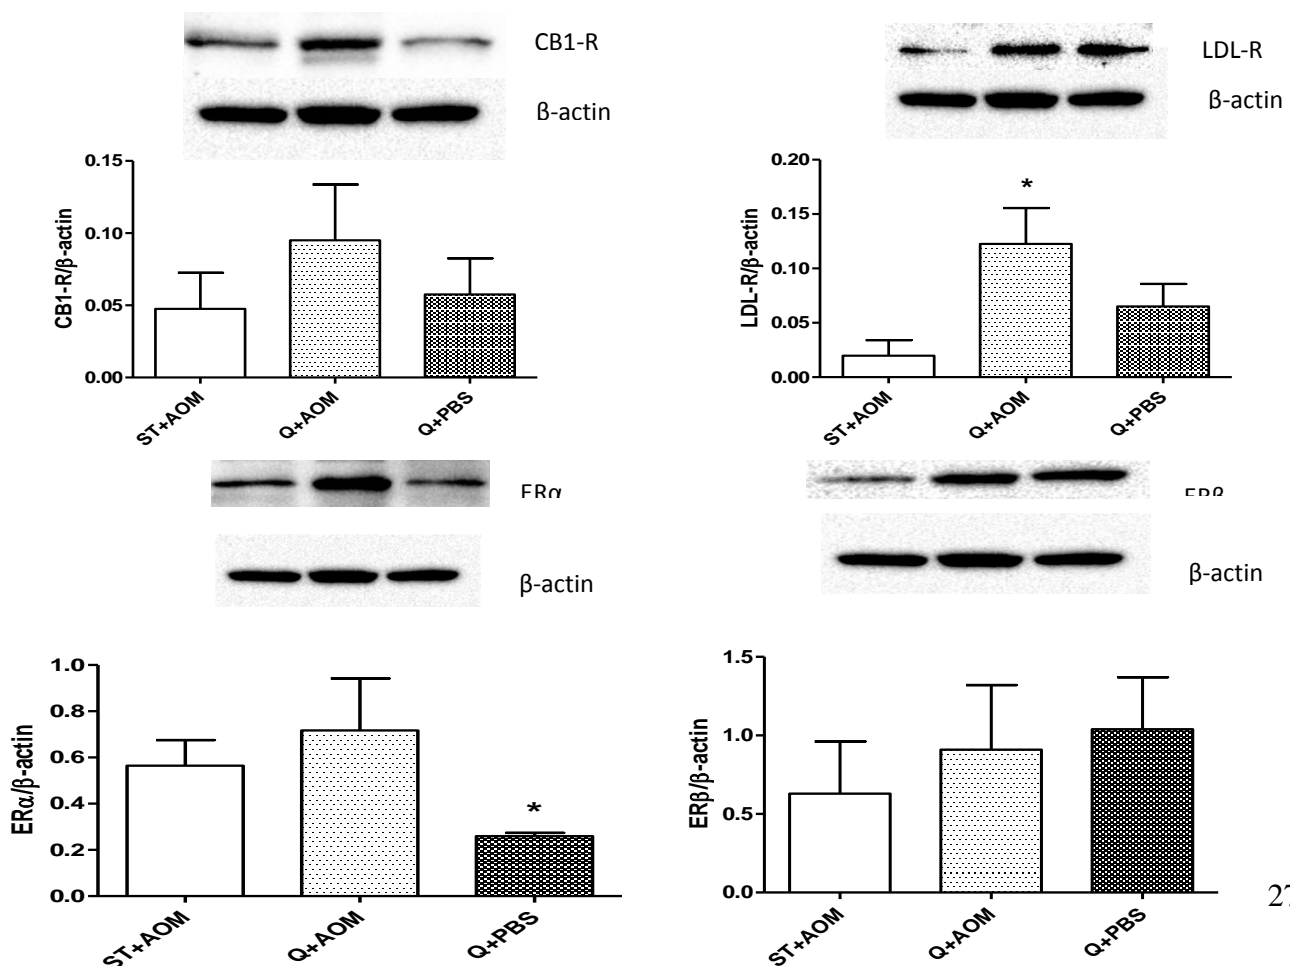 CB1-R
β-actin
0.15
0.10
0.05
0.00
CB1-R/β-actin
ST+AOM
Q+AOM
Q+PBS
LDL-R
β-actin
0.20
0.15
0.10
0.05
0.00
LDL-R/β-actin
*
ST+AOM
Q+AOM
Q+PBS
ERα
β-actin
1.0
0.8
0.6
0.4
0.2
0.0
ERα/β-actin
*
ST+AOM
Q+AOM
Q+PBS
ERβ
β-actin
1.5
1.0
0.5
0.0
ERβ/β-actin
ST+AOM
Q+AOM
Q+PBS
27